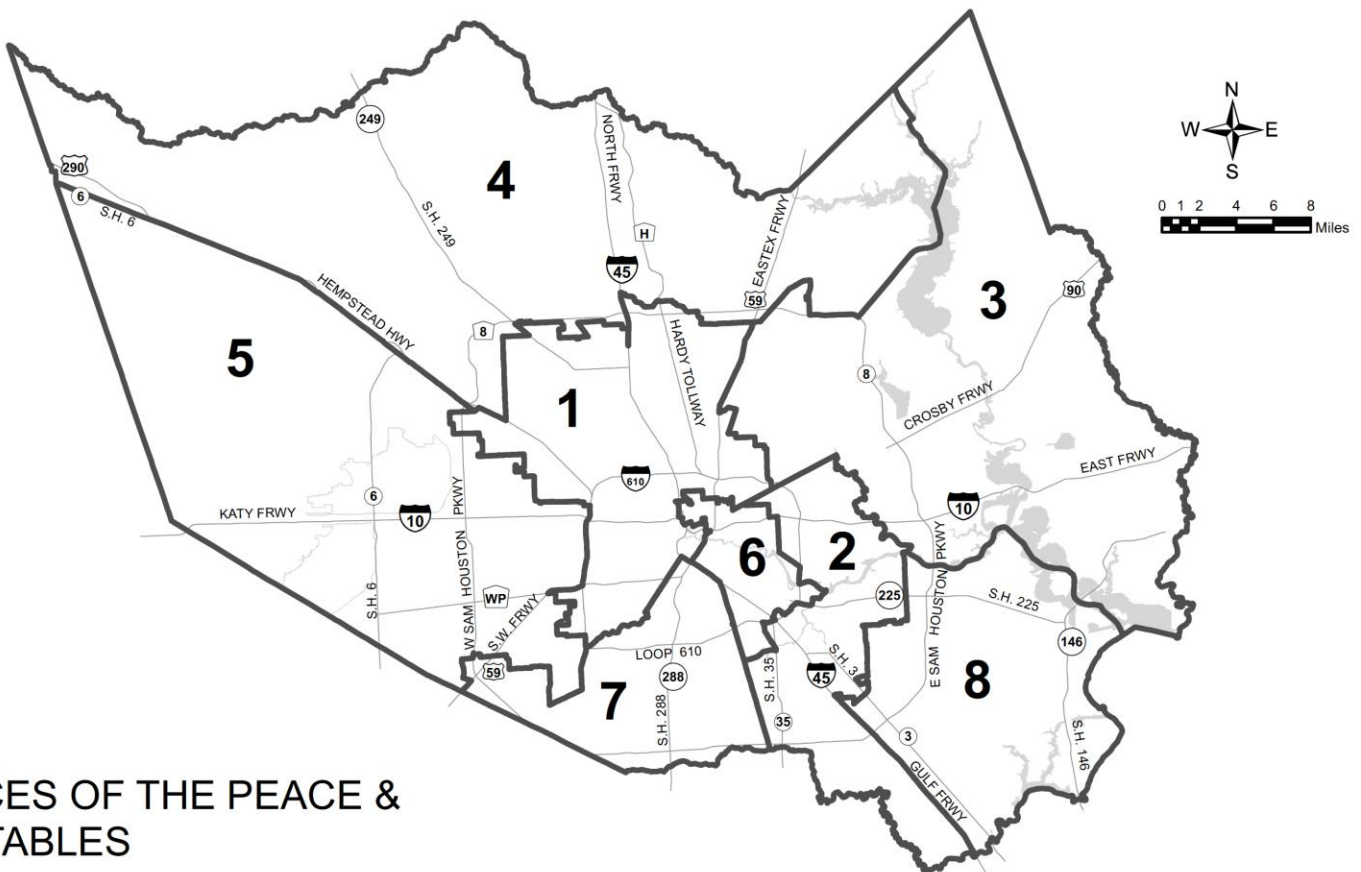 N
W E
S
0 1 2 4 6 8
Miles
249
NORTH FRWY
4
290
6
S.H. 6
S.H. 249
H
45
EASTEX FRWY
59
3
90
HEMPSTEAD HWY
8
HARDY TOLLWAY
5
1
8
CROSBY FRWY
EAST FRWY
610
6
KATY FRWY
10
W SAM HOUSTON PKWY
10
6
2
E SAM HOUSTON PKWY
S.H. 6
WP
S.W. FRWY
225
S.H. 225
146
LOOP 610
59
7
288
S.H. 288
S.H. 35
35
45
S.H. 3
3
8
GULF FRWY
S.H. 146
CES OF THE PEACE &
TABLES